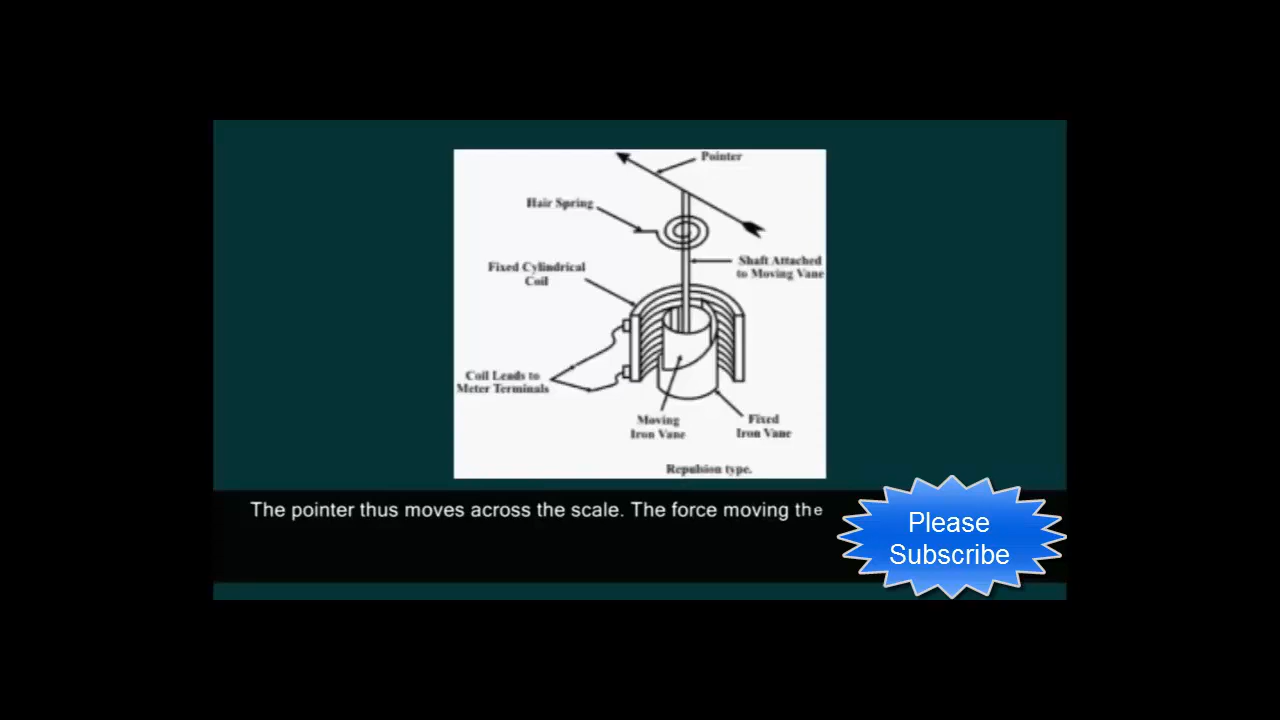 Pointer
Hair Spring
Shaft Attached
to Moving Vane
Fixed Cylindrical
Coil
Coil Leads to
Meter Terminals
Moving
Iron Vane
Fixed
Iron Vane
Repulsion type.
The pointer thus moves across the scale. The force moving the
Please
Subscribe